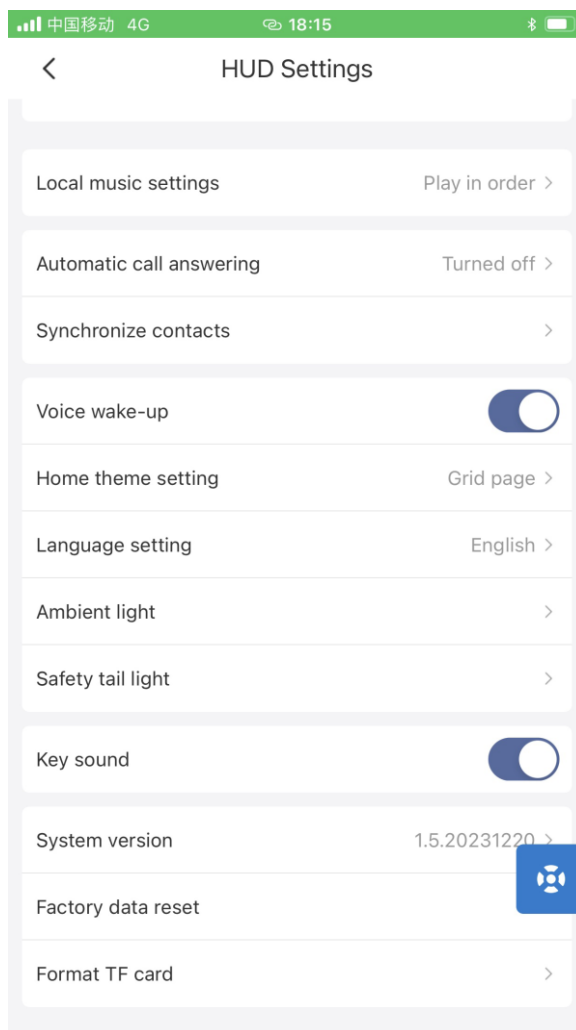 中国移动 4G 18:15
HUD Settings
Local music settings Play in order
Automatic call answering Turned off
Synchronize contacts
Voice wake-up
Home theme setting Grid page
Language setting English
Ambient light
Safety tail light
Key sound
System version 1.5.20231220
Factory data reset
Format TF card